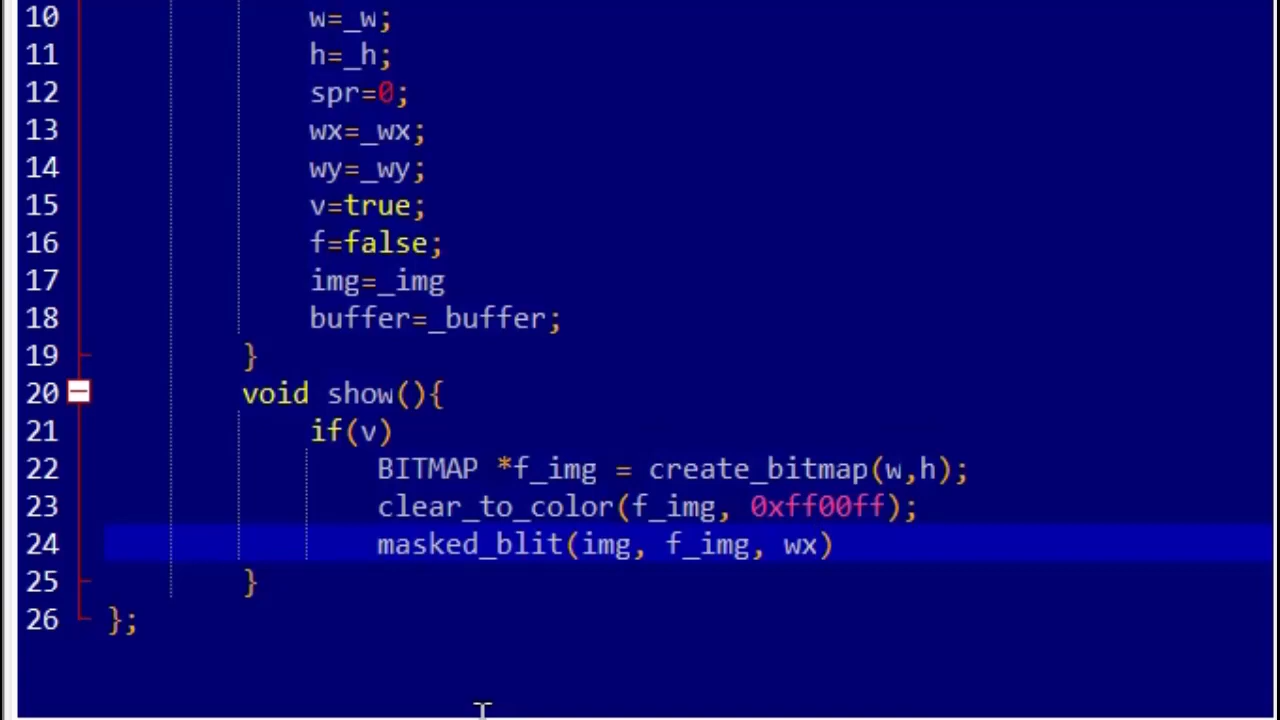 10 w=_w;
11 h=_h;
12 spr=0;
13 wx=_wx;
14 wy=_wy;
15 v=true;
16 f=false;
17 img=_img
18 buffer=_buffer;
19 }
20 void show(){
21 if(v)
22 BITMAP *f_img = create_bitmap(w,h);
23 clear_to_color(f_img, 0xff00ff);
24 masked_blit(img, f_img, wx)
25 }
26 };